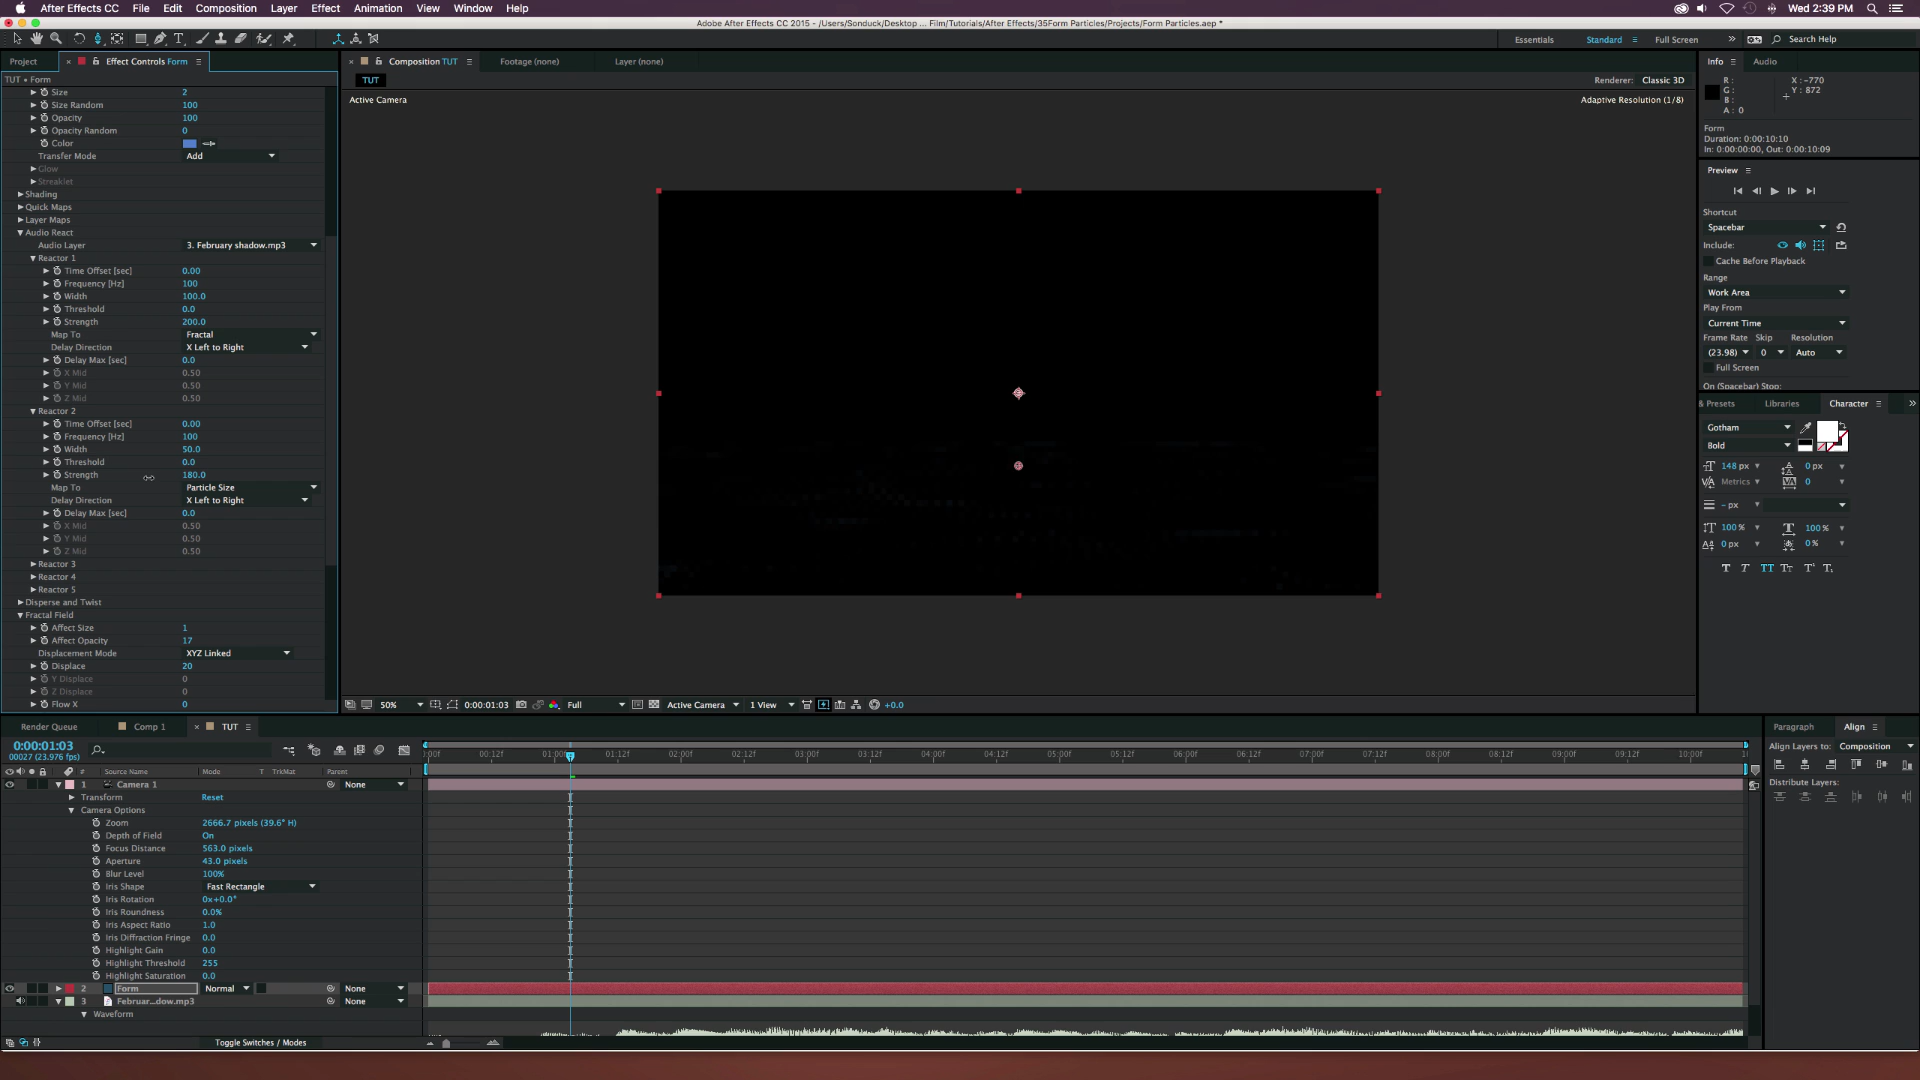 After Effects CC File Edit Composition Layer Effect Animation View Window Help Wed 2:39 PM
Adobe After Effects CC 2015 - /Users/Sonduck/Desktop ... Film/Tutorials/After Effects/35Form Particles/Projects/Form Particles.aep *
T Essentials Standard Full Screen » Search Help
Project × Effect Controls Form
TUT • Form
Size 2
Size Random 100
Opacity 100
Opacity Random 0
Color
Transfer Mode Add
Glow
Streaklet
Shading
Quick Maps
Layer Maps
Audio React
Audio Layer 3. February shadow.mp3
Reactor 1
Time Offset [sec] 0.00
Frequency [Hz] 100
Width 100.0
Threshold 0.0
Strength 200.0
Map To Fractal
Delay Direction X Left to Right
Delay Max [sec] 0.0
X Mid 0.50
Y Mid 0.50
Z Mid 0.50
Reactor 2
Time Offset [sec] 0.00
Frequency [Hz] 100
Width 50.0
Threshold 0.0
Strength 180.0
Map To Particle Size
Delay Direction X Left to Right
Delay Max [sec] 0.0
X Mid 0.50
Y Mid 0.50
Z Mid 0.50
Reactor 3
Reactor 4
Reactor 5
Disperse and Twist
Fractal Field
Affect Size 1
Affect Opacity 17
Displacement Mode XYZ Linked
Displace 20
Y Displace 0
Z Displace 0
Flow X 0
× Composition TUT Footage (none) Layer (none)
TUT Renderer: Classic 3D
Active Camera Adaptive Resolution (1/8)
50% 0:00:01:03 Full Active Camera 1 View +0.0
Info Audio
R : X : -770
G : Y : 872
B :
A : 0
Form
Duration: 0:00:10:10
In: 0:00:00:00, Out: 0:00:10:09
Preview
Shortcut
Spacebar
Include:
Cache Before Playback
Range
Work Area
Play From
Current Time
Frame Rate Skip Resolution
(23.98) 0 Auto
Full Screen
On (Spacebar) Stop:
& Presets Libraries Character »
Gotham
Bold
148 px 0 px
Metrics 0
- px
100 % 100 %
0 px 0 %
T T TT Tт T¹ T₁
Render Queue Comp 1 × TUT
0:00:01:03
00027 (23.976 fps)
:00f 00:12f 01:00f 01:12f 02:00f 02:12f 03:00f 03:12f 04:00f 04:12f 05:00f 05:12f 06:00f 06:12f 07:00f 07:12f 08:00f 08:12f 09:00f 09:12f 10:00f
# Source Name Mode T TrkMat Parent
1 Camera 1 None
Transform Reset
Camera Options
Zoom 2666.7 pixels (39.6° H)
Depth of Field On
Focus Distance 563.0 pixels
Aperture 43.0 pixels
Blur Level 100%
Iris Shape Fast Rectangle
Iris Rotation 0x+0.0°
Iris Roundness 0.0%
Iris Aspect Ratio 1.0
Iris Diffraction Fringe 0.0
Highlight Gain 0.0
Highlight Threshold 255
Highlight Saturation 0.0
2 Form Normal None
3 Februar...dow.mp3 None
Waveform
Toggle Switches / Modes
Paragraph Align
Align Layers to: Composition
Distribute Layers: